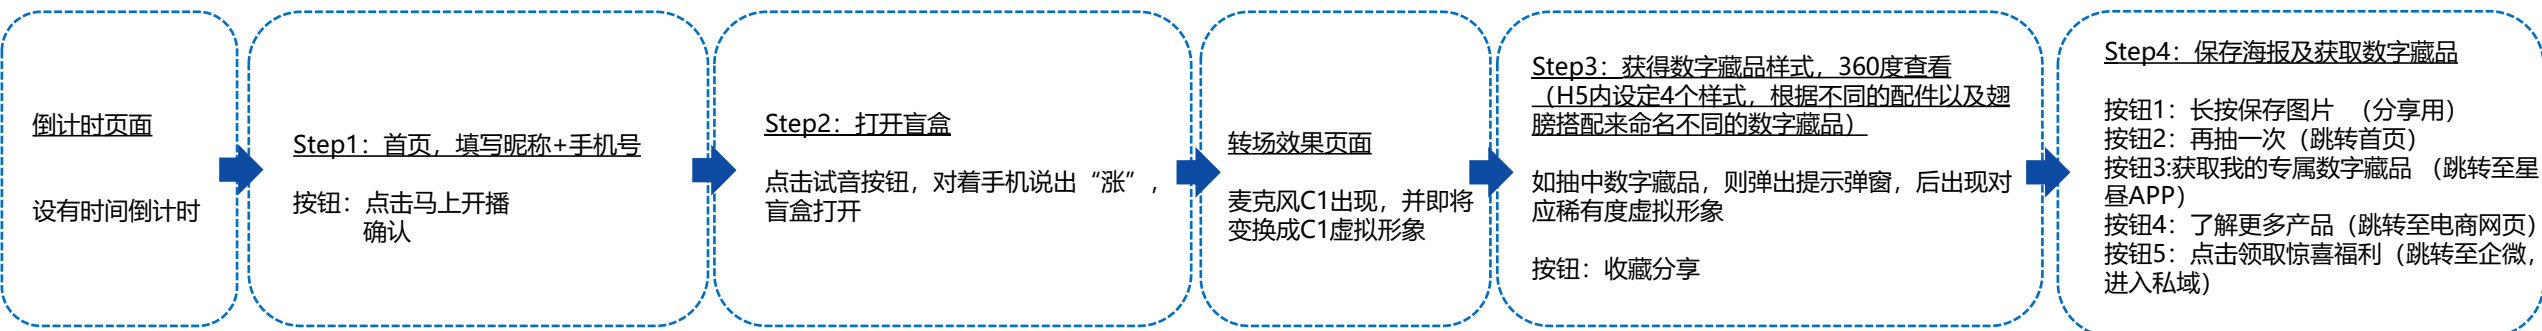 倒计时页面
设有时间倒计时
Step1：首页，填写昵称+手机号
按钮：点击马上开播
确认
Step2：打开盲盒
点击试音按钮，对着手机说出“涨”，
盲盒打开
转场效果页面
麦克风C1出现，并即将
变换成C1虚拟形象
Step3：获得数字藏品样式，360度查看
（H5内设定4个样式，根据不同的配件以及翅
膀搭配来命名不同的数字藏品）
如抽中数字藏品，则弹出提示弹窗，后出现对
应稀有度虚拟形象
按钮：收藏分享
Step4：保存海报及获取数字藏品
按钮1：长按保存图片 （分享用）
按钮2：再抽一次（跳转首页）
按钮3:获取我的专属数字藏品 （跳转至星
昼APP）
按钮4：了解更多产品（跳转至电商网页）
按钮5：点击领取惊喜福利（跳转至企微，
进入私域）